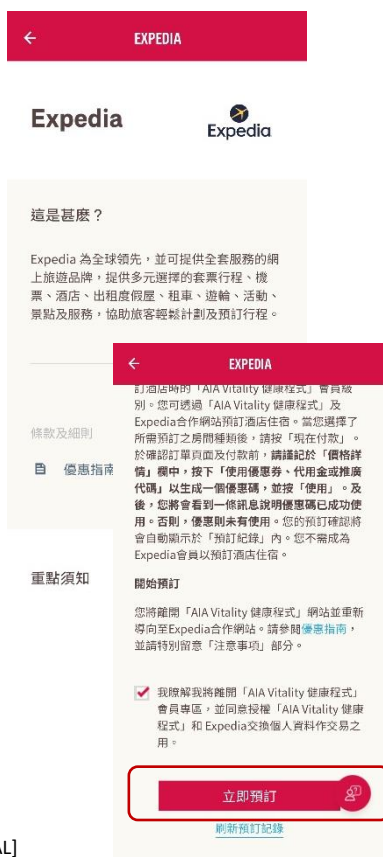 EXPEDIA
Expedia
Expedia
這是甚麼？
Expedia 為全球領先，並可提供全套服務的網
上旅遊品牌，提供多元選擇的套票行程、機
票、酒店、出租度假屋、租車、遊輪、活動、
景點及服務，協助旅客輕鬆計劃及預訂行程。
條款及細則
優惠指南
重點須知
EXPEDIA
訂酒店時的「AIA Vitality 健康程式」會員級
別。您可透過「AIA Vitality 健康程式」及
Expedia合作網站預訂酒店住宿。當您選擇了
所需預訂之房間種類後，請按「現在付款」。
於確認訂單頁面及付款前，請謹記於「價格詳
情」欄中，按下「使用優惠券、代用金或推廣
代碼」以生成一個優惠碼，並按「使用」。及
後，您將會看到一條訊息說明優惠碼已成功使
用。否則，優惠則未有使用。您的預訂確認將
會自動顯示於「預訂紀錄」內。您不需成為
Expedia會員以預訂酒店住宿。
開始預訂
您將離開「AIA Vitality 健康程式」網站並重新
導向至Expedia合作網站。請參閱優惠指南，
並請特別留意「注意事項」部分。
我瞭解我將離開「AIA Vitality 健康程式」
會員專區，並同意授權「AIA Vitality 健康
程式」和 Expedia交換個人資料作交易之
用。
立即預訂
刷新預訂記錄
AL]